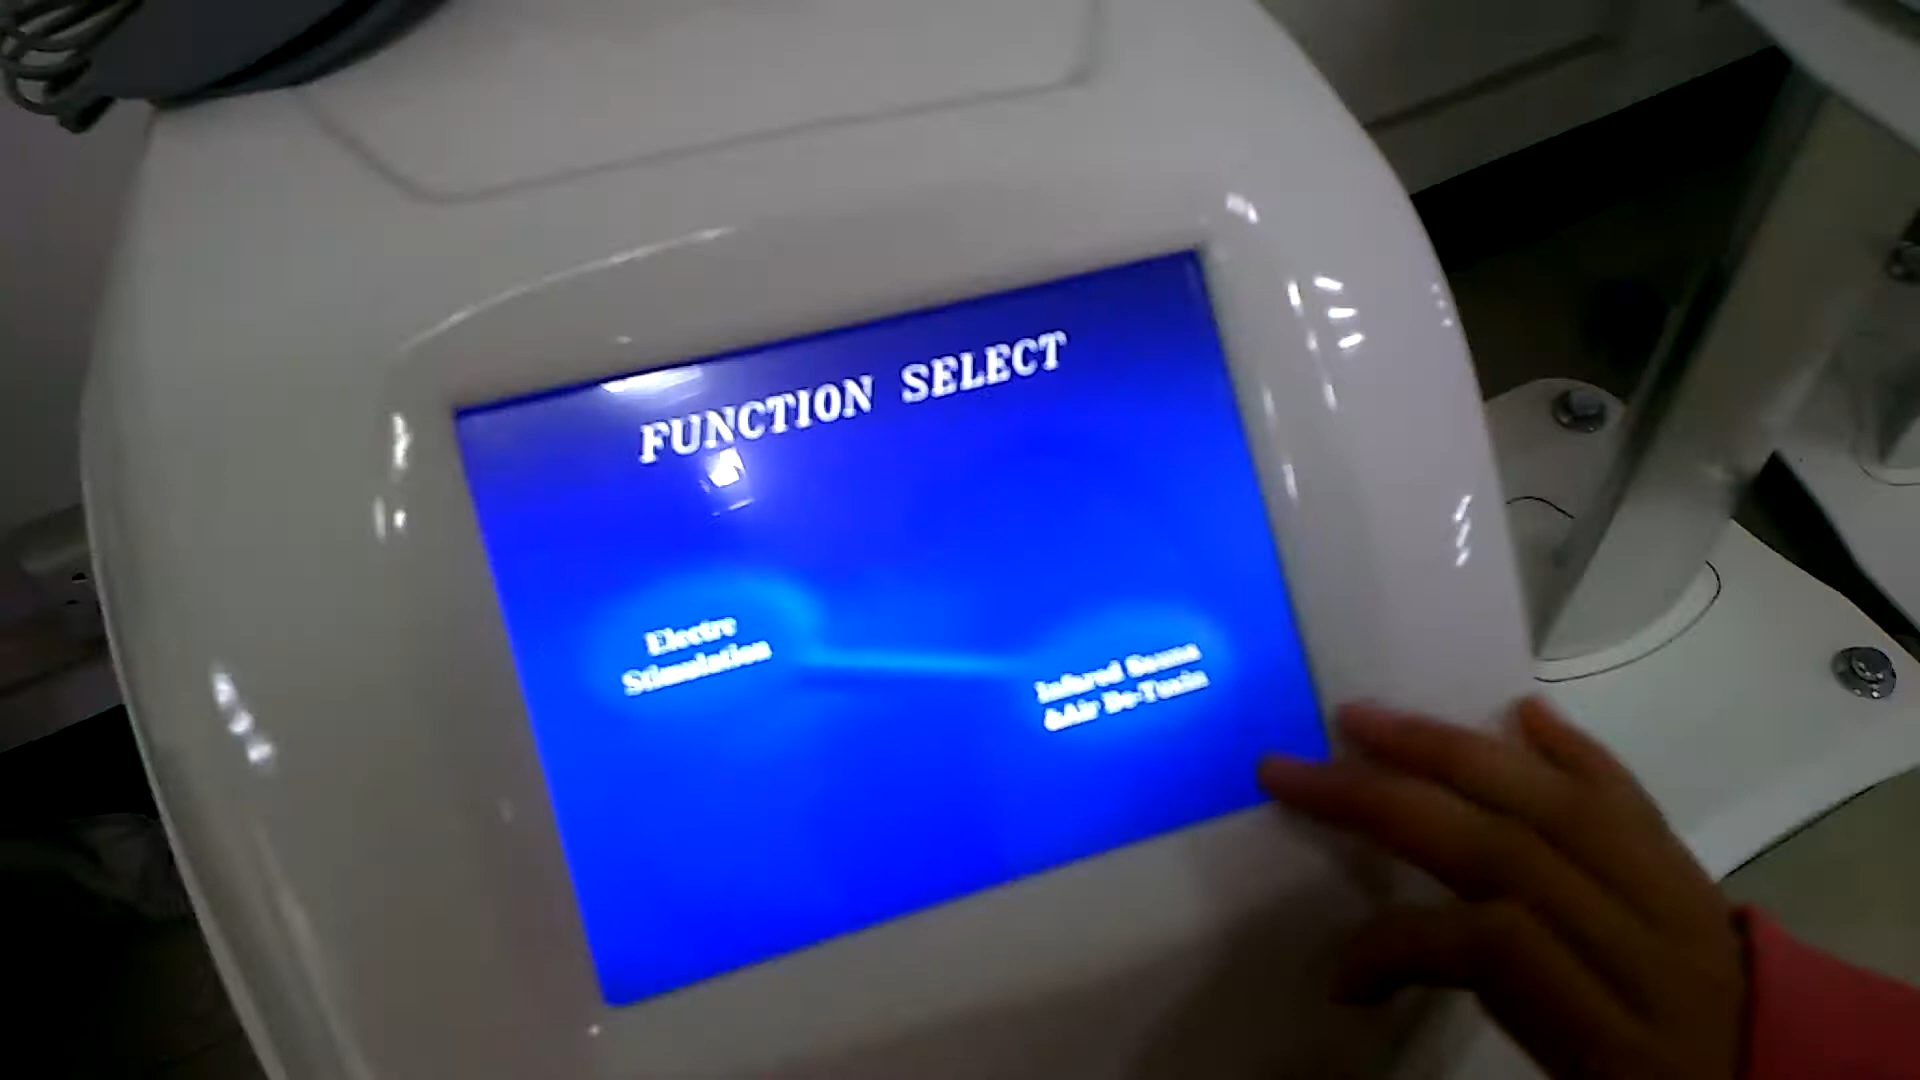 FUNCTION SELECT
Electro
Stimulation
Infrared Sauna
&Air De-Toxin